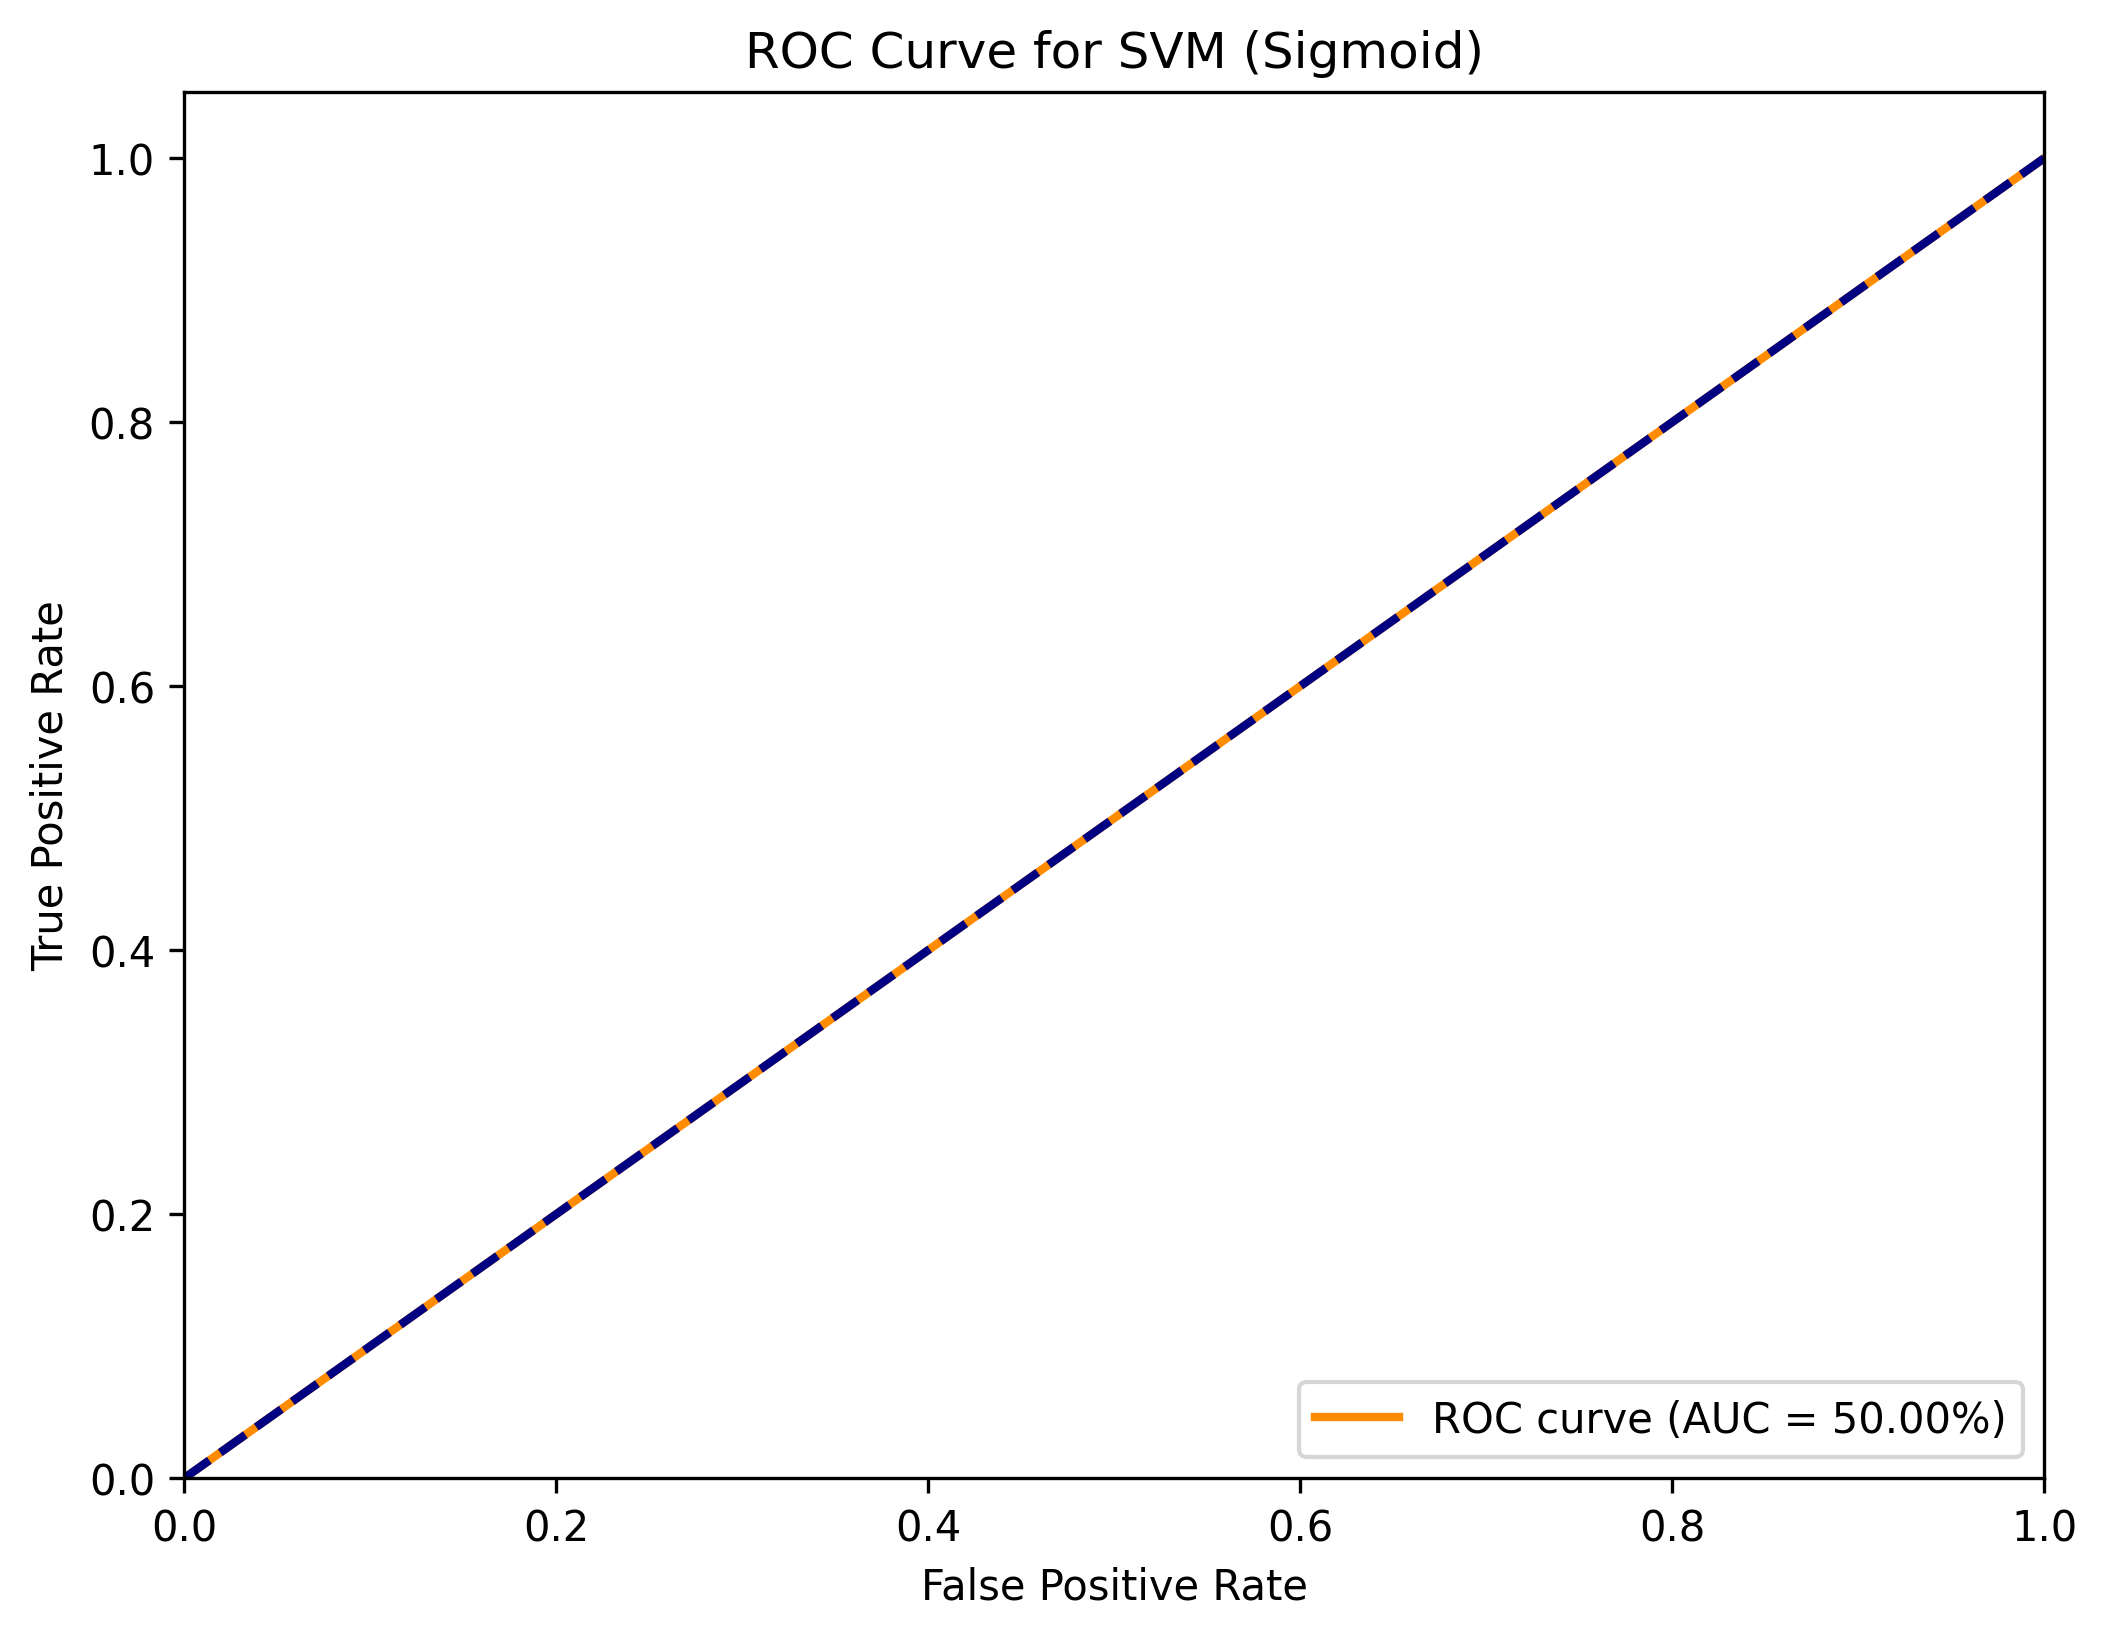 ROC Curve for SVM (Sigmoid)
1.0
0.8
0.6
0.4
0.2
0.0
True Positive Rate
ROC curve (AUC = 50.00%)
0.0 0.2 0.4 0.6 0.8 1.0
False Positive Rate